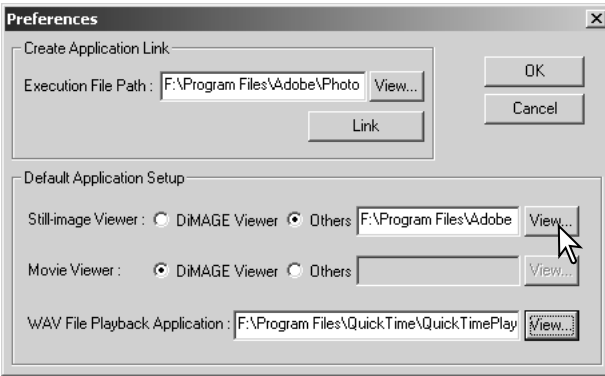 Preferences
Create Application Link
Execution File Path : F:\Program Files\Adobe\Photo View...
OK
Cancel
Link
Default Application Setup
Still-image Viewer : DiMAGE Viewer Others F:\Program Files\Adobe View...
Movie Viewer : DiMAGE Viewer Others View...
WAV File Playback Application : F:\Program Files\QuickTime\QuickTimePlay View...